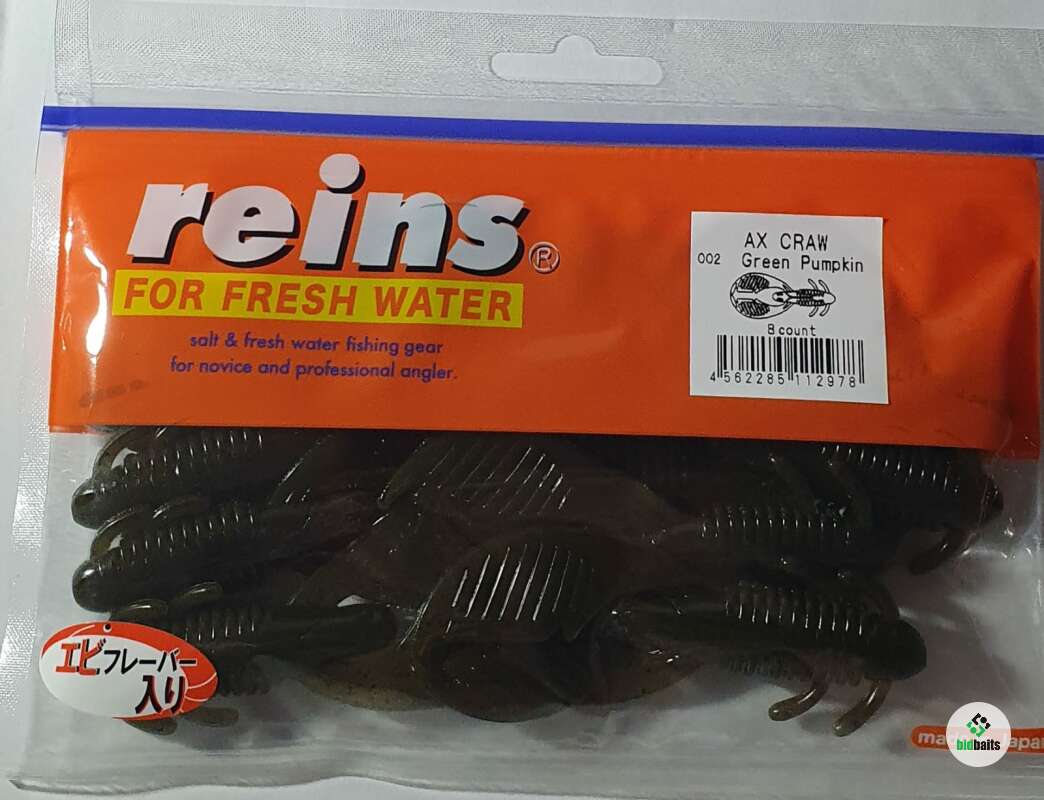 reins®
FOR FRESH WATER
salt & fresh water fishing gear
for novice and professional angler.
AX CRAW
002 Green Pumpkin
8 count
4 562285 112978
エビフレーバー
入り
bidbaits